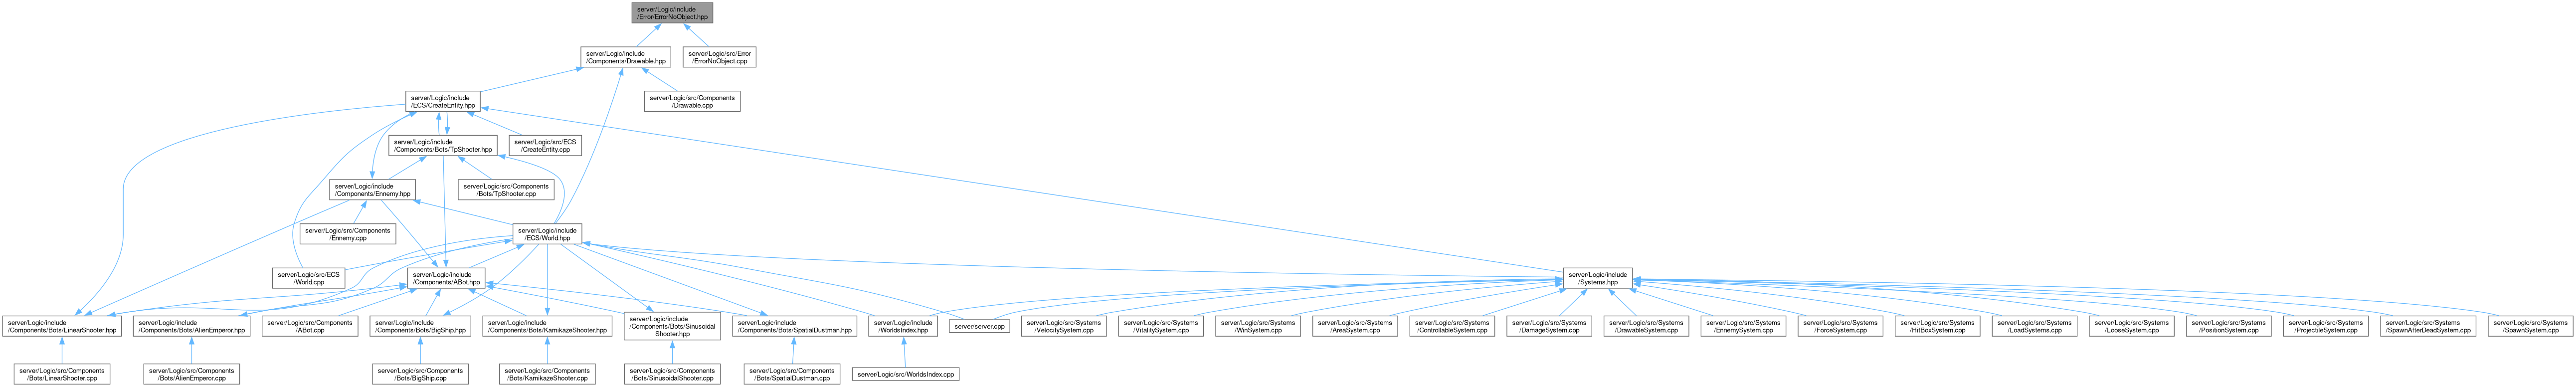 server/Logic/include
/Error/ErrorNoObject.hpp
server/Logic/include
/Components/Drawable.hpp
server/Logic/src/Error
/ErrorNoObject.cpp
server/Logic/include
/ECS/CreateEntity.hpp
server/Logic/src/Components
/Drawable.cpp
server/Logic/include
/Components/Bots/TpShooter.hpp
server/Logic/src/ECS
/CreateEntity.cpp
server/Logic/include
/Components/Ennemy.hpp
server/Logic/src/Components
/Bots/TpShooter.cpp
server/Logic/src/Components
/Ennemy.cpp
server/Logic/include
/ECS/World.hpp
server/Logic/src/ECS
/World.cpp
server/Logic/include
/Components/ABot.hpp
server/Logic/include
/Systems.hpp
server/Logic/include
/Components/Bots/LinearShooter.hpp
server/Logic/include
/Components/Bots/AlienEmperor.hpp
server/Logic/src/Components
/ABot.cpp
server/Logic/include
/Components/Bots/BigShip.hpp
server/Logic/include
/Components/Bots/KamikazeShooter.hpp
server/Logic/include
/Components/Bots/Sinusoidal
Shooter.hpp
server/Logic/include
/Components/Bots/SpatialDustman.hpp
server/Logic/include
/WorldsIndex.hpp
server/server.cpp
server/Logic/src/Systems
/VelocitySystem.cpp
server/Logic/src/Systems
/VitalitySystem.cpp
server/Logic/src/Systems
/WinSystem.cpp
server/Logic/src/Systems
/AreaSystem.cpp
server/Logic/src/Systems
/ControllableSystem.cpp
server/Logic/src/Systems
/DamageSystem.cpp
server/Logic/src/Systems
/DrawableSystem.cpp
server/Logic/src/Systems
/EnnemySystem.cpp
server/Logic/src/Systems
/ForceSystem.cpp
server/Logic/src/Systems
/HitBoxSystem.cpp
server/Logic/src/Systems
/LoadSystems.cpp
server/Logic/src/Systems
/LooseSystem.cpp
server/Logic/src/Systems
/PositionSystem.cpp
server/Logic/src/Systems
/ProjectileSystem.cpp
server/Logic/src/Systems
/SpawnAfterDeadSystem.cpp
server/Logic/src/Systems
/SpawnSystem.cpp
server/Logic/src/Components
/Bots/LinearShooter.cpp
server/Logic/src/Components
/Bots/AlienEmperor.cpp
server/Logic/src/Components
/Bots/BigShip.cpp
server/Logic/src/Components
/Bots/KamikazeShooter.cpp
server/Logic/src/Components
/Bots/SinusoidalShooter.cpp
server/Logic/src/Components
/Bots/SpatialDustman.cpp
server/Logic/src/WorldsIndex.cpp